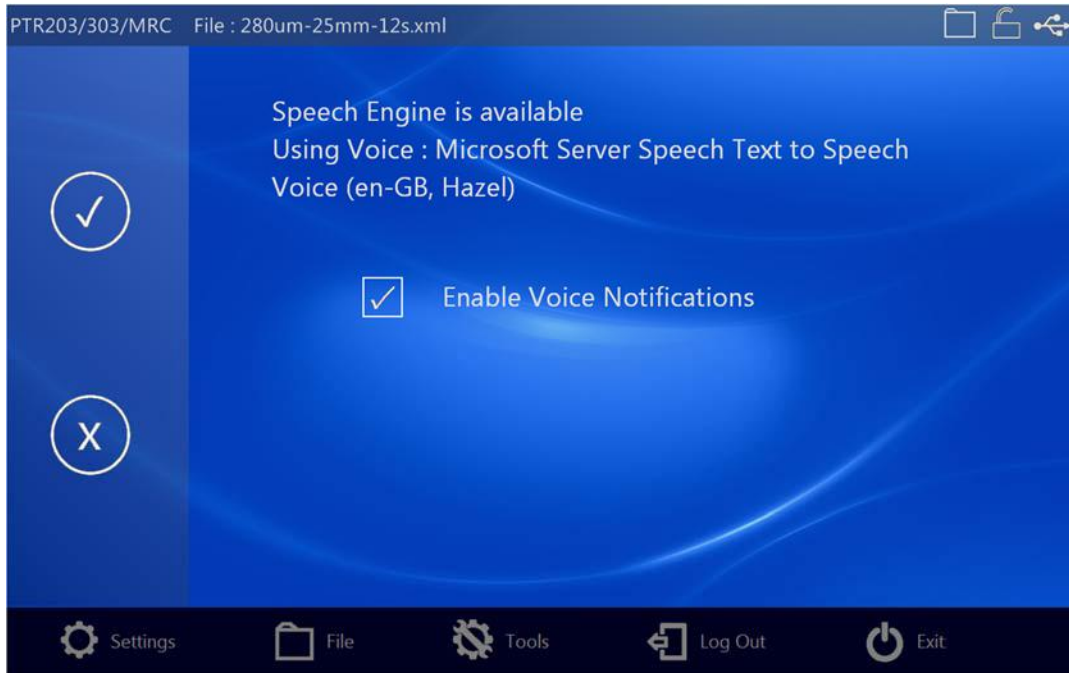 PTR203/303/MRC File : 280um-25mm-12s.xml
Speech Engine is available
Using Voice : Microsoft Server Speech Text to Speech
Voice (en-GB, Hazel)
Enable Voice Notifications
X
Settings File Tools Log Out Exit